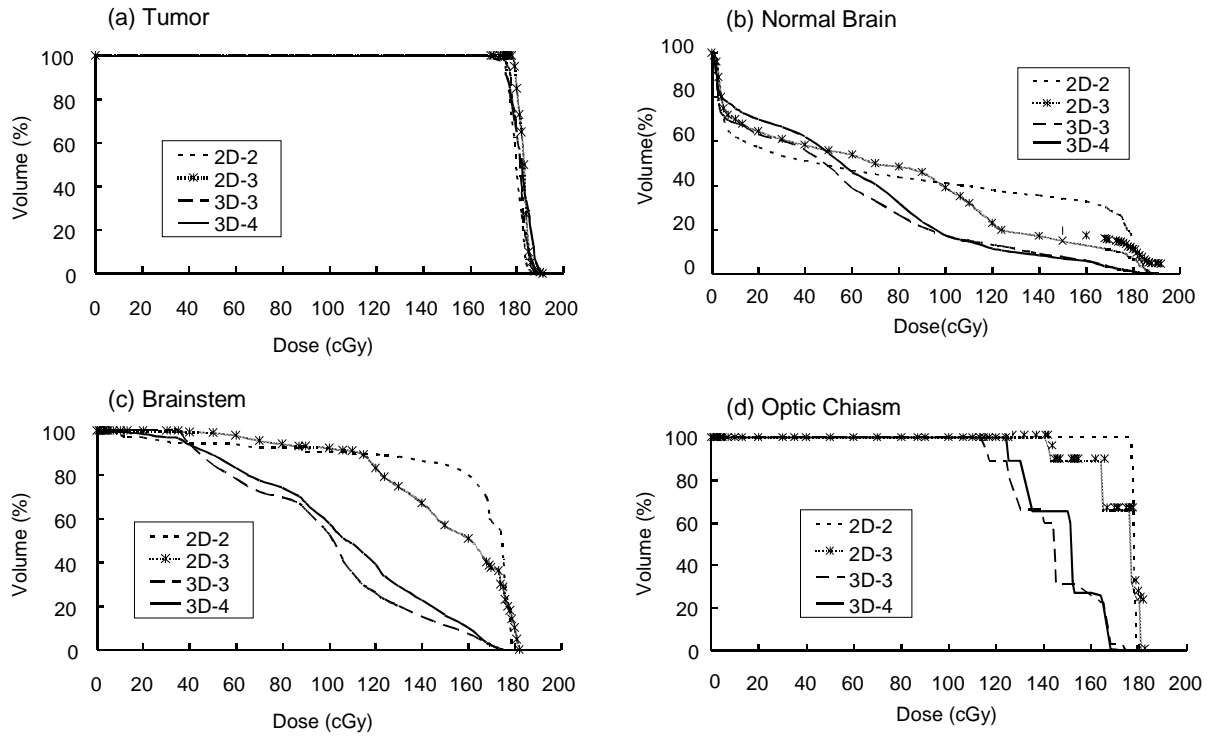 (a) Tumor
Volume (%)
100
80
60
40
20
0
2D-2
2D-3
3D-3
3D-4
0 20 40 60 80 100 120 140 160 180 200
Dose (cGy)
(b) Normal Brain
Volume(%)
100
80
60
40
20
0
2D-2
2D-3
3D-3
3D-4
0 20 40 60 80 100 120 140 160 180 200
Dose(cGy)
(c) Brainstem
Volume (%)
100
80
60
40
20
0
2D-2
2D-3
3D-3
3D-4
0 20 40 60 80 100 120 140 160 180 200
Dose (cGy)
(d) Optic Chiasm
Volume (%)
100
80
60
40
20
0
2D-2
2D-3
3D-3
3D-4
0 20 40 60 80 100 120 140 160 180 200
Dose (cGy)